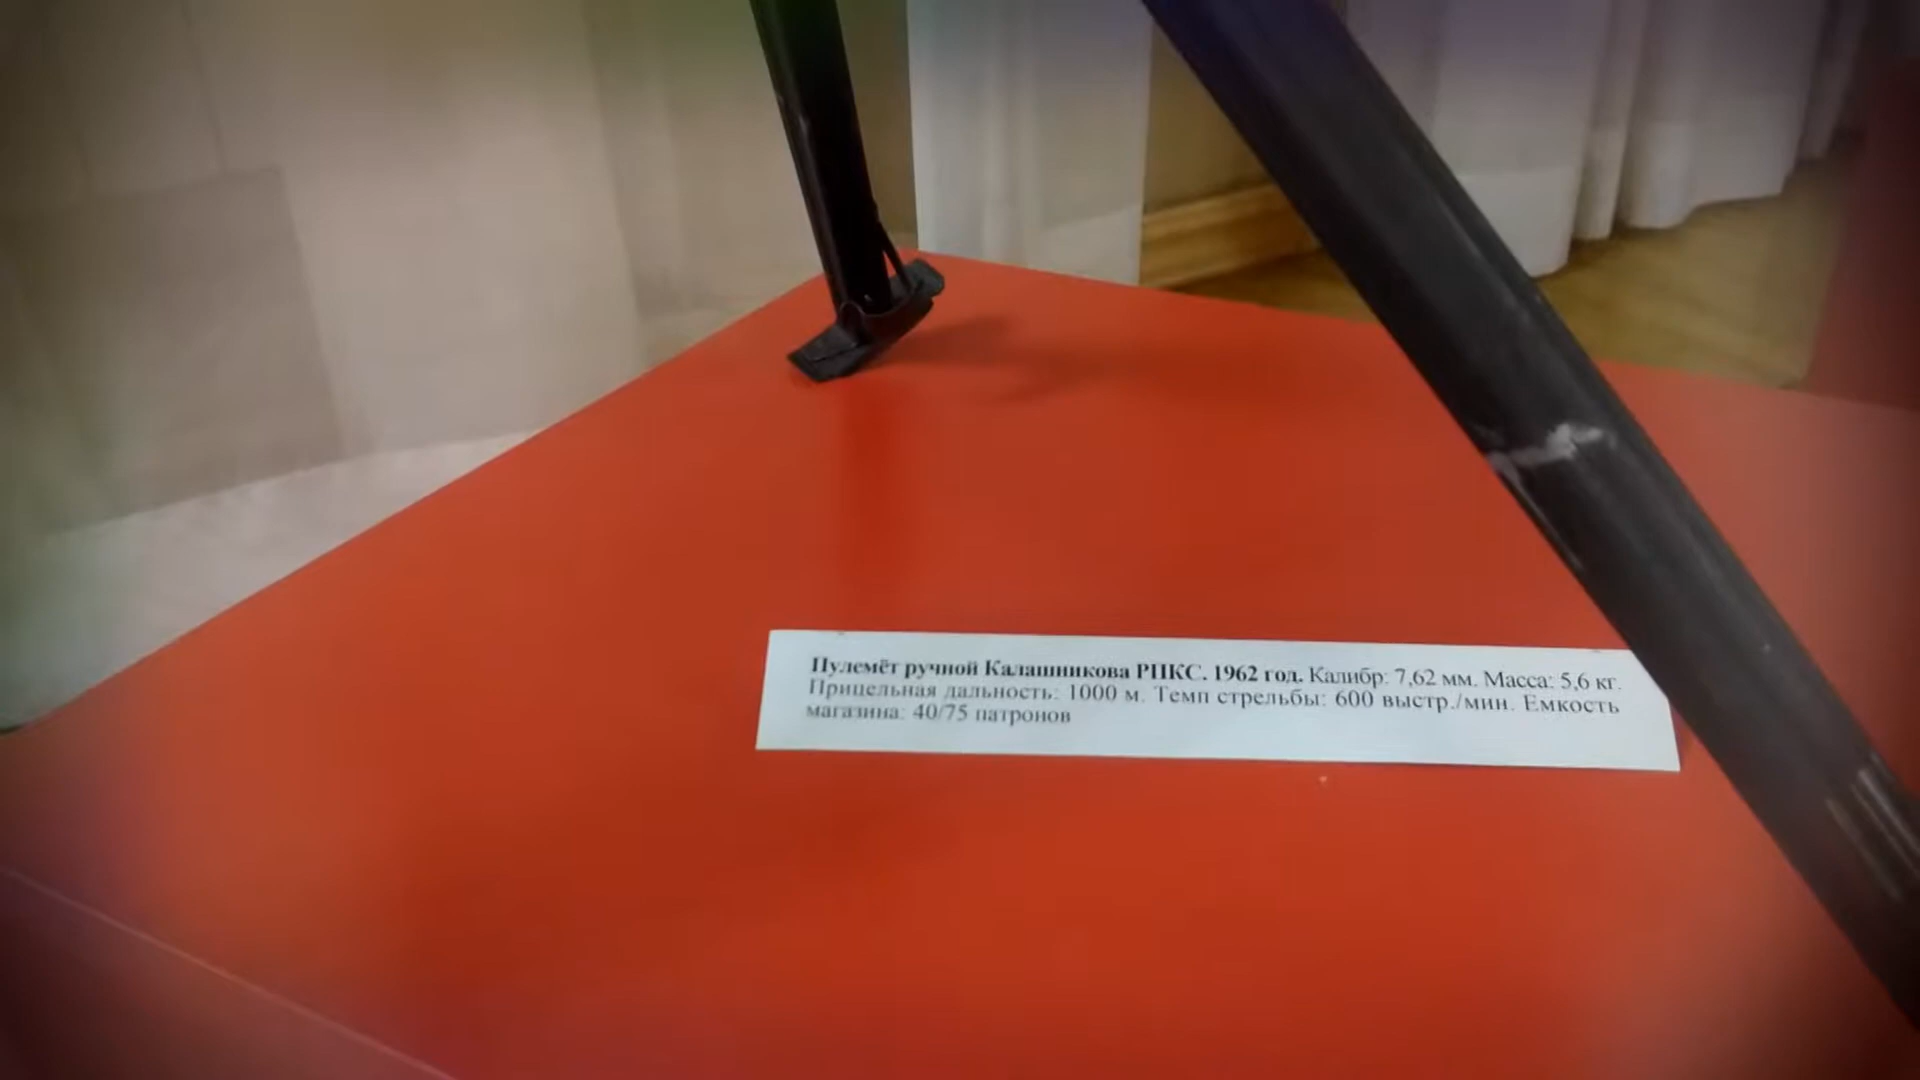 Пулемёт ручной Калашникова РПКС. 1962 год. Калибр: 7,62 мм. Масса: 5,6 кг.
Прицельная дальность: 1000 м. Темп стрельбы: 600 выстр./мин. Емкость
магазина: 40/75 патронов